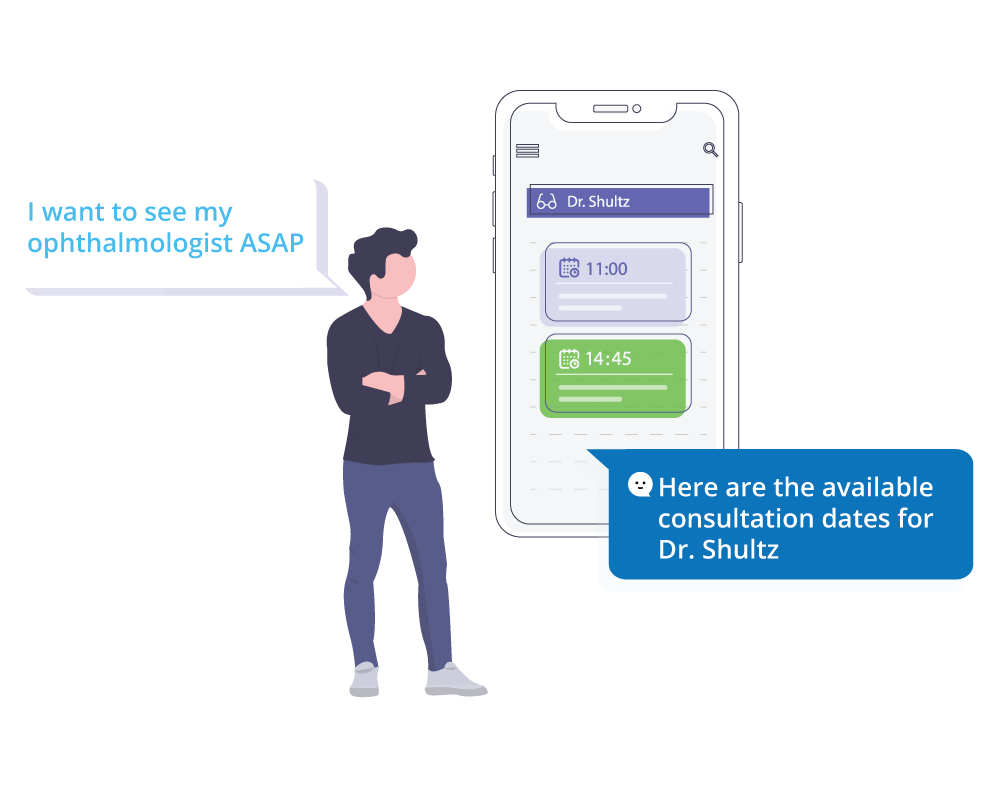 I want to see my
ophthalmologist ASAP
Dr. Shultz
11:00
14:45
Here are the available
consultation dates for
Dr. Shultz